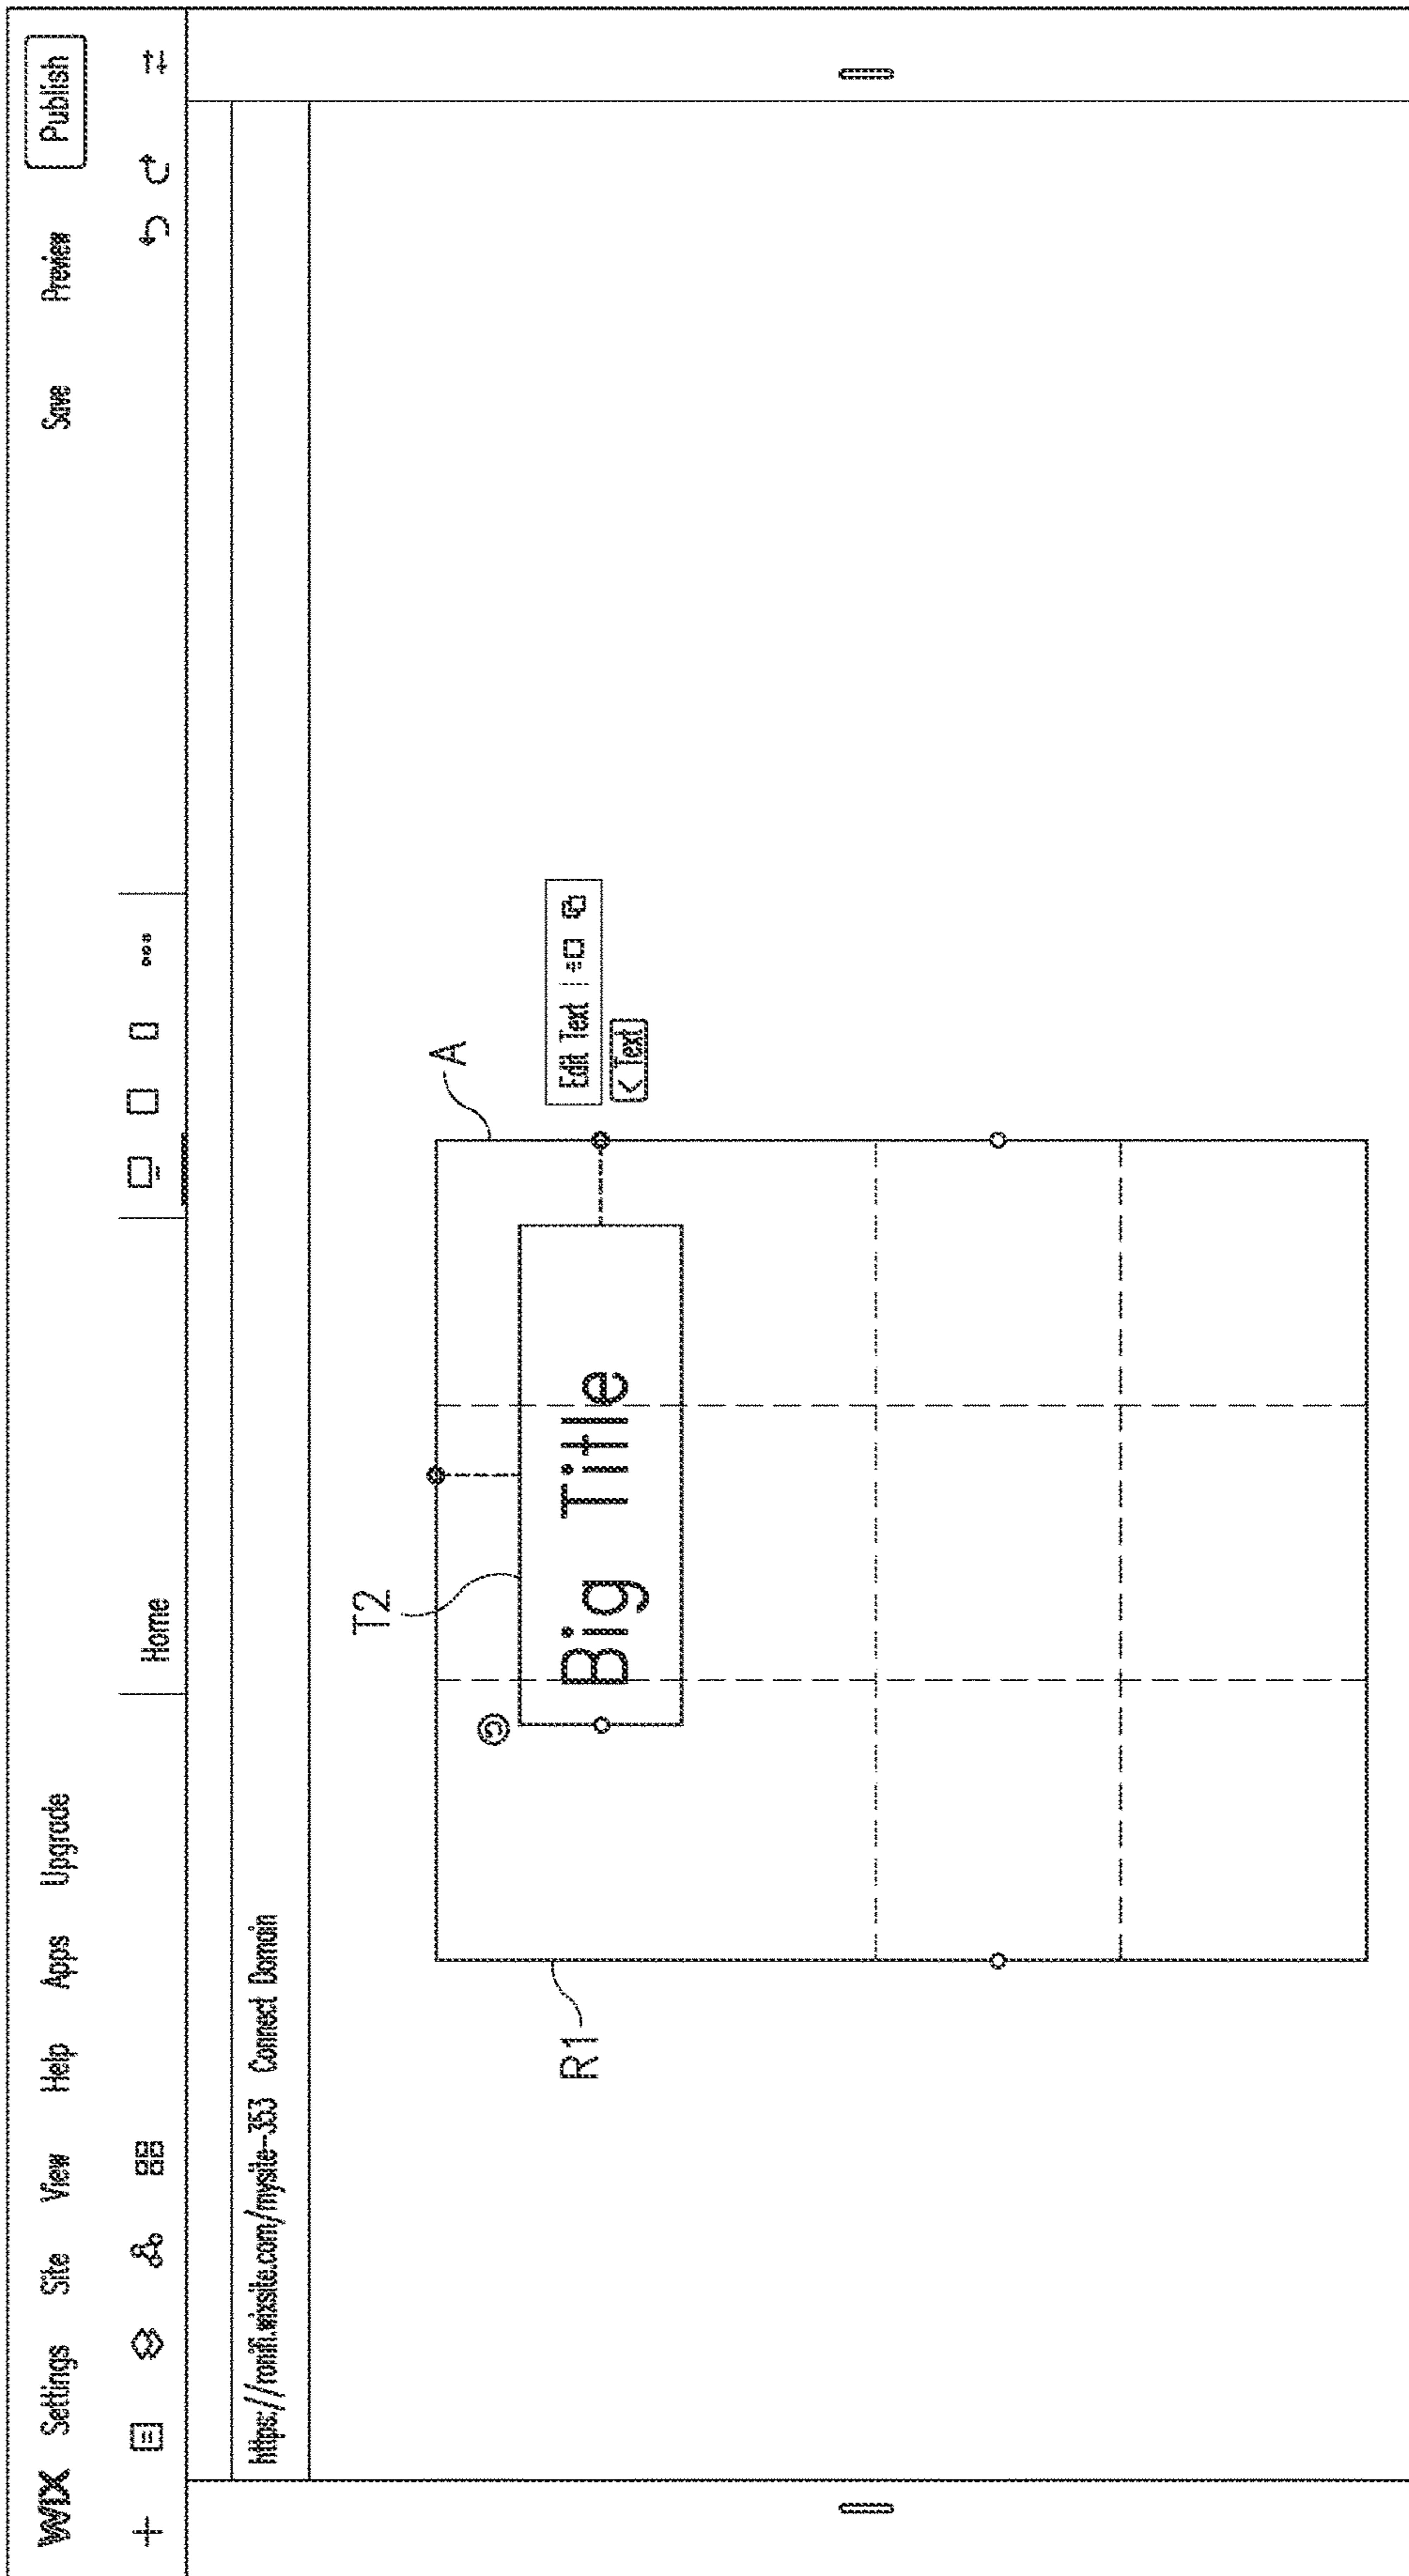 WIX Settings Site View Help Apps Upgrade Save Preview Publish
Home
https://ronifi.wixsite.com/mysite-353 Connect Domain
T2
A
G
Edit Text
< Text
Big Title
R1